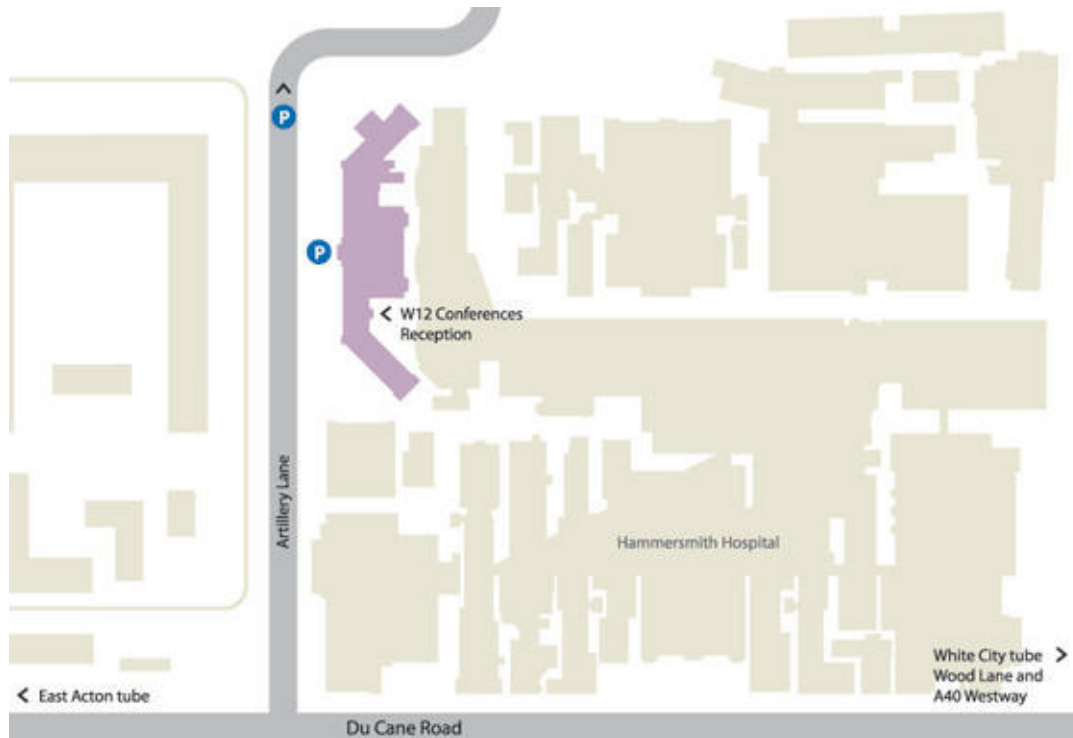 P
P
< W12 Conferences
Reception
Artillery Lane
Hammersmith Hospital
White City tube >
Wood Lane and
A40 Westway
< East Acton tube
Du Cane Road